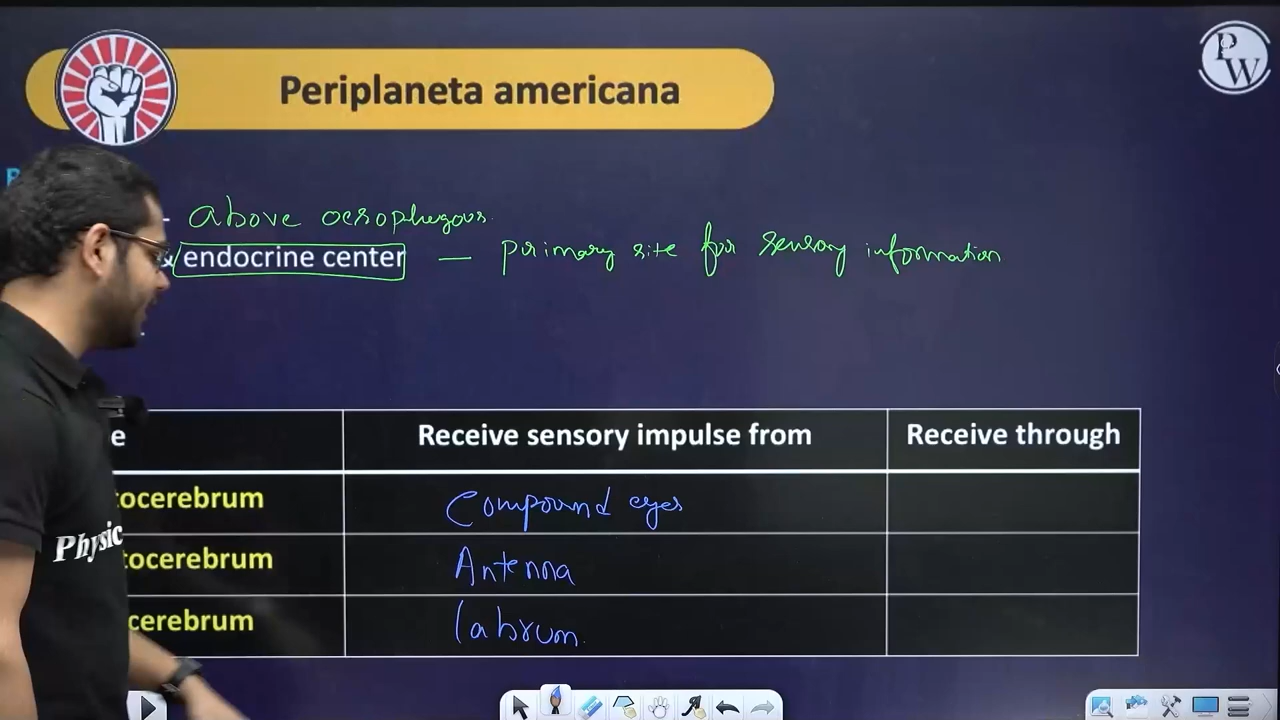 Periplaneta americana
PW
above oesophegous.
& endocrine center — primary site for sensory information
e
Receive sensory impulse from
Receive through
tocerebrum
Compound eyes
tocerebrum
Antenna
cerebrum
labrum.
Physic